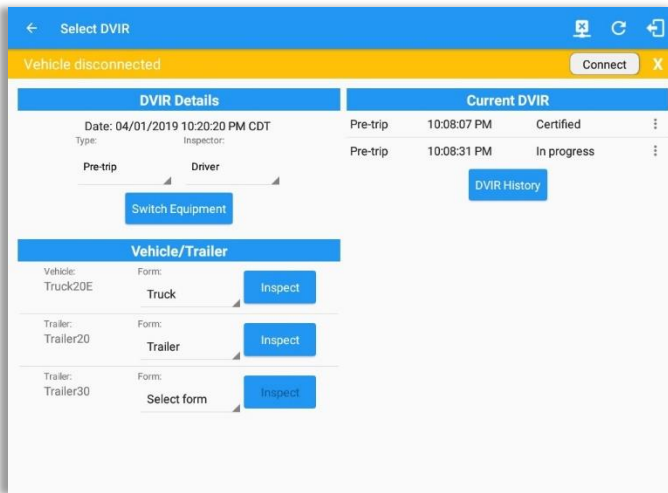 Select DVIR
Vehicle disconnected
Connect X
DVIR Details
Date: 04/01/2019 10:20:20 PM CDT
Type: Inspector:
Pre-trip Driver
Switch Equipment
Current DVIR
Pre-trip 10:08:07 PM Certified
Pre-trip 10:08:31 PM In progress
DVIR History
Vehicle/Trailer
Vehicle: Form:
Truck20E Truck Inspect
Trailer: Form:
Trailer20 Trailer Inspect
Trailer: Form:
Trailer30 Select form Inspect